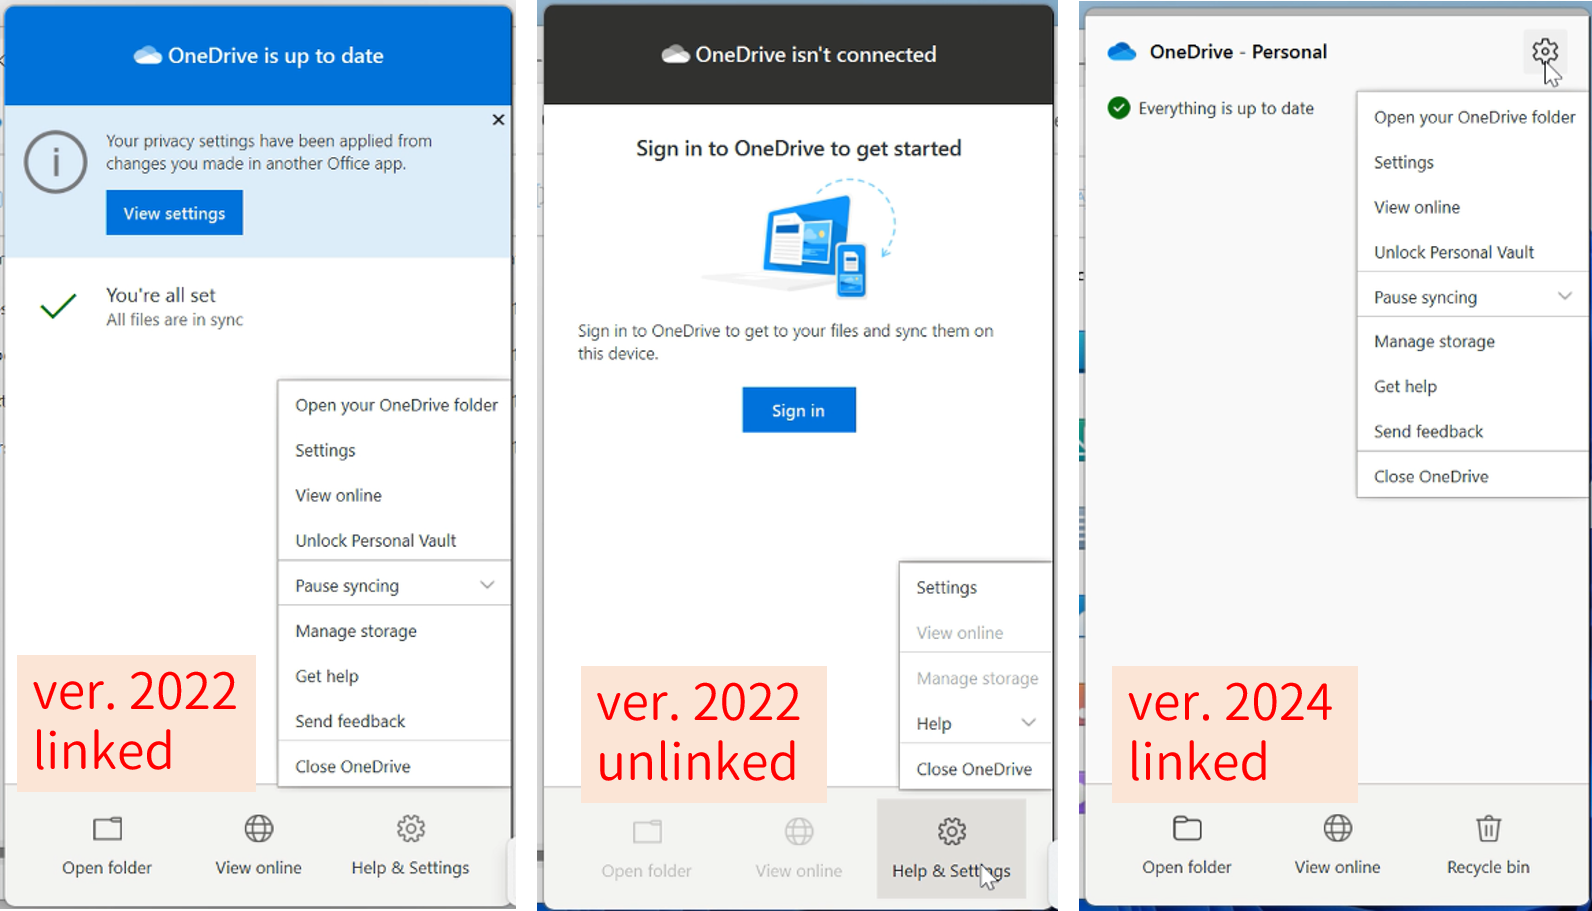 OneDrive is up to date
Your privacy settings have been applied from
changes you made in another Office app.
View settings
You're all set
All files are in sync
Open your OneDrive folder
Settings
View online
Unlock Personal Vault
Pause syncing
Manage storage
Get help
Send feedback
Close OneDrive
ver. 2022
linked
Open folder
View online
Help & Settings
OneDrive isn't connected
Sign in to OneDrive to get started
Sign in to OneDrive to get to your files and sync them on
this device.
Sign in
Settings
View online
Manage storage
Help
Close OneDrive
ver. 2022
unlinked
Open folder
View online
Help & Settings
OneDrive - Personal
Everything is up to date
Open your OneDrive folder
Settings
View online
Unlock Personal Vault
Pause syncing
Manage storage
Get help
Send feedback
Close OneDrive
ver. 2024
linked
Open folder
View online
Recycle bin